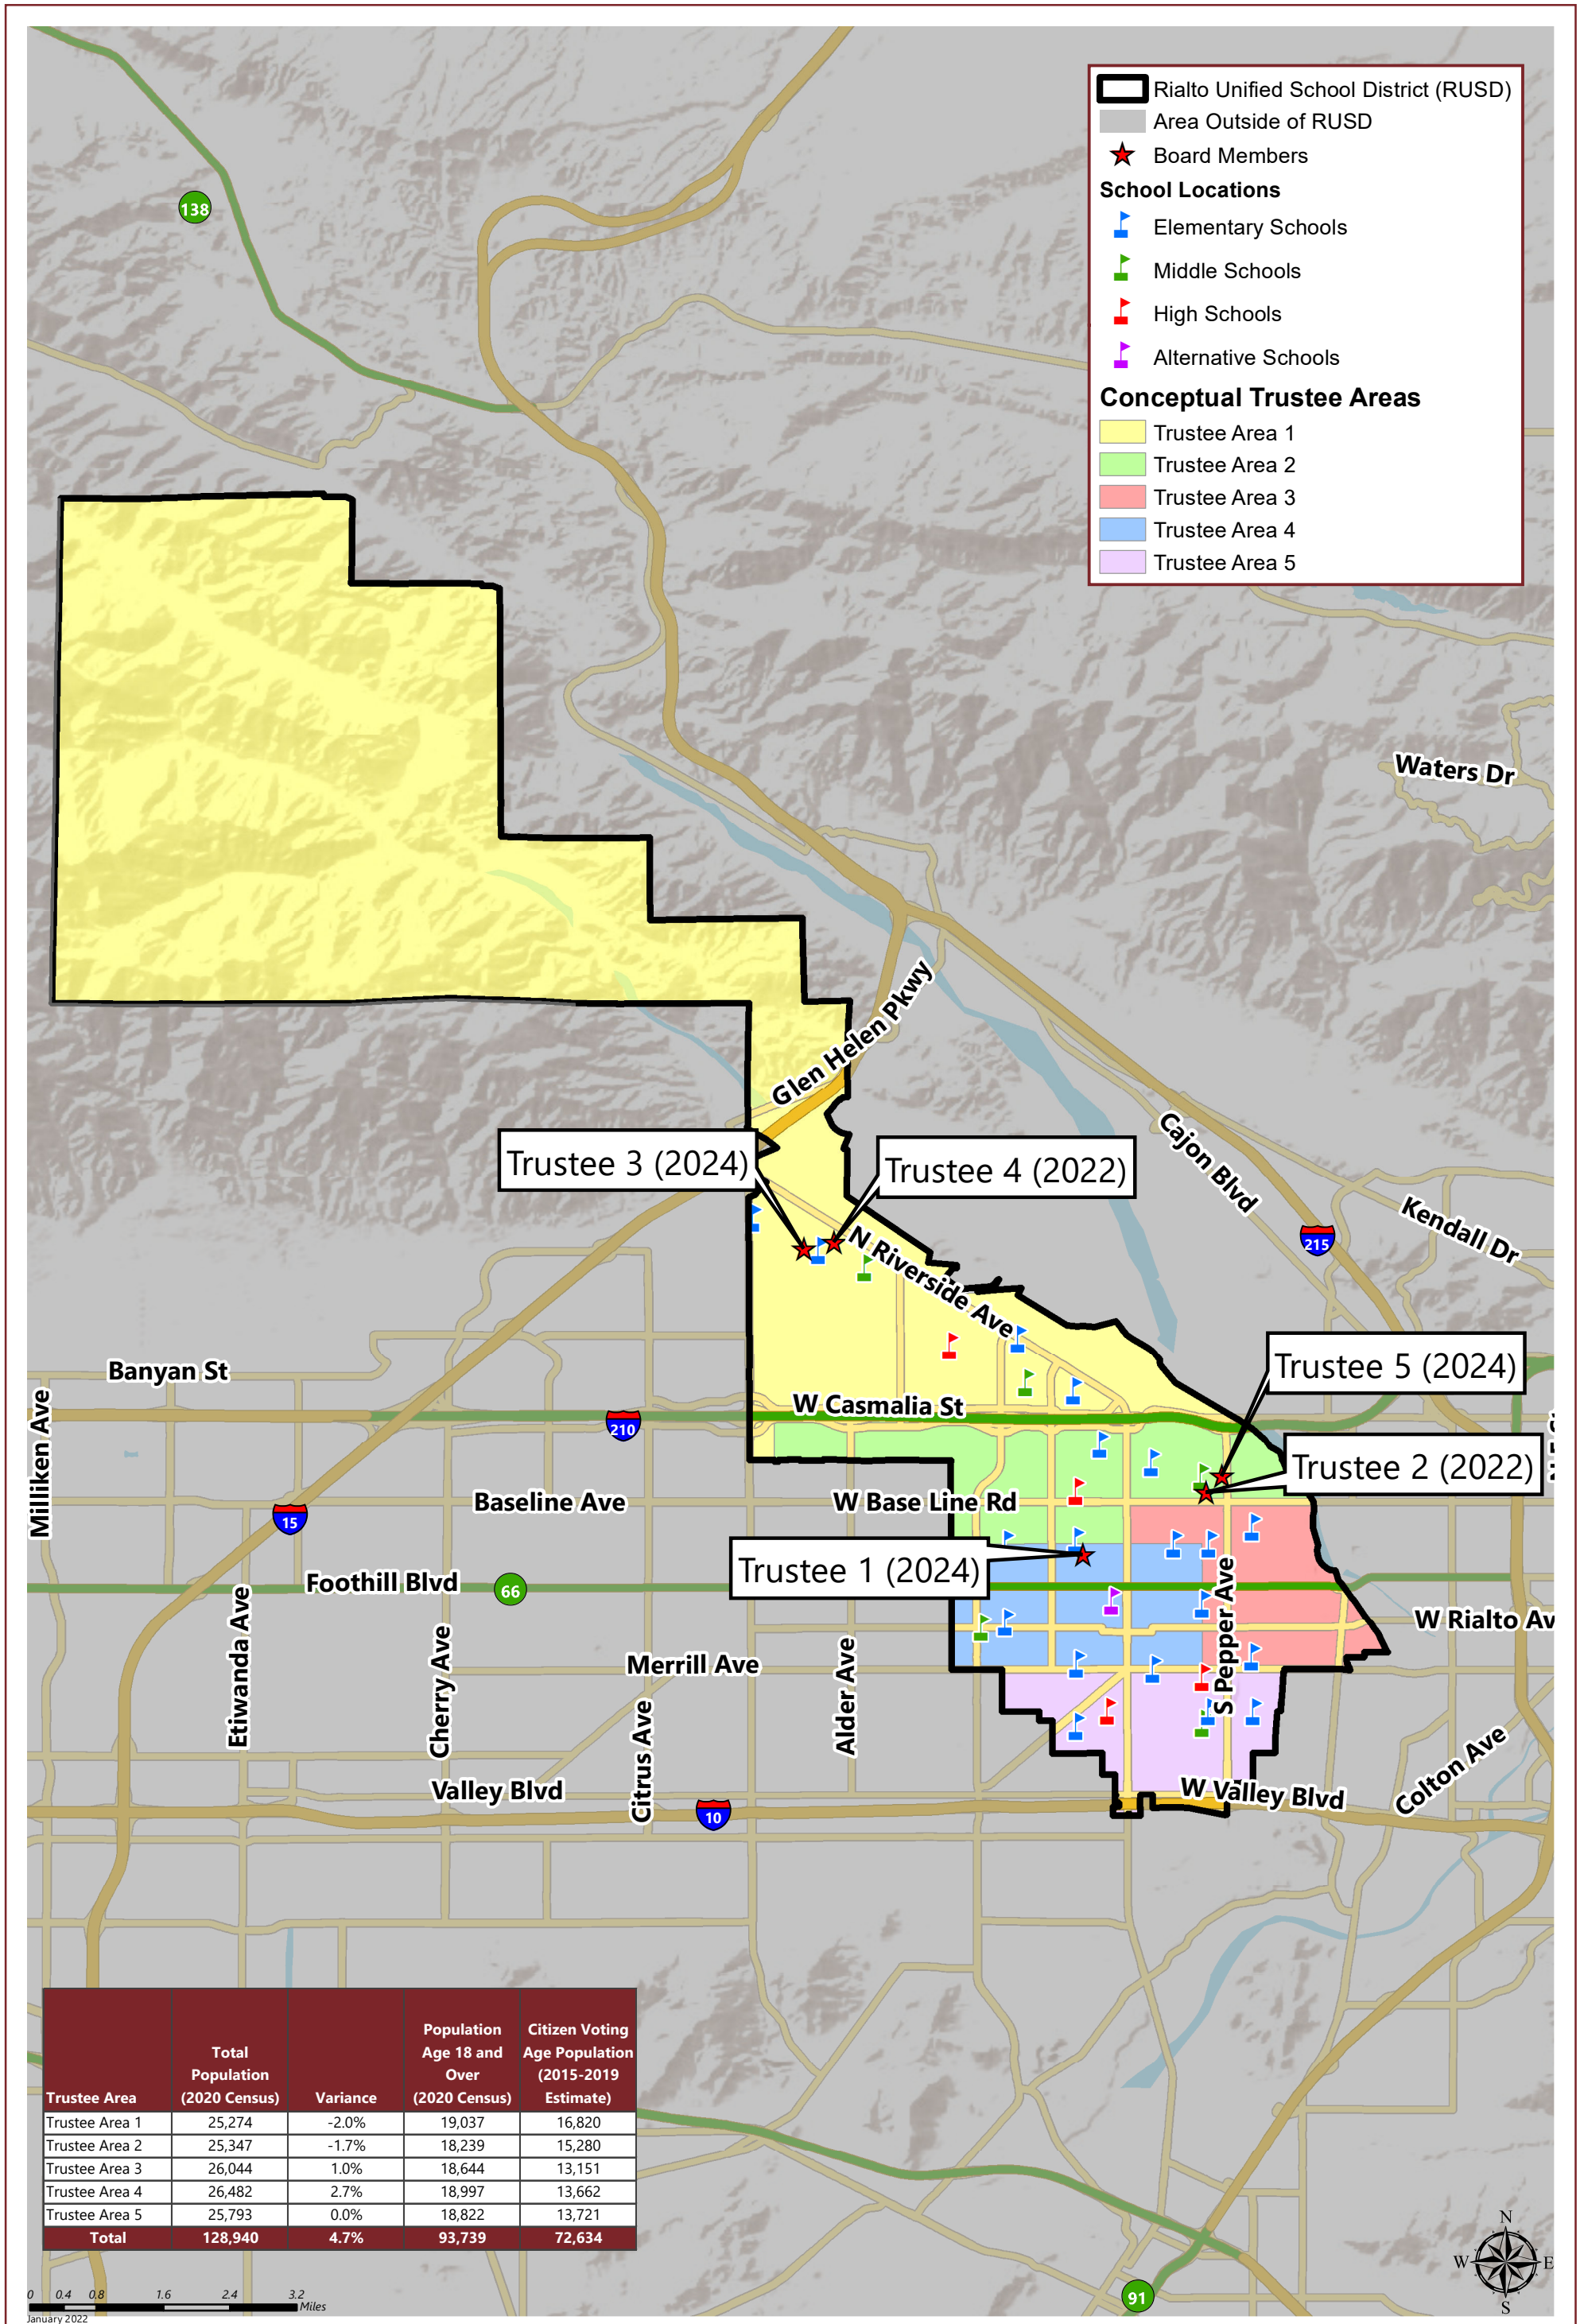 Rialto Unified School District (RUSD)
Area Outside of RUSD
Board Members
School Locations
Elementary Schools
Middle Schools
High Schools
Alternative Schools
Conceptual Trustee Areas
Trustee Area 1
Trustee Area 2
Trustee Area 3
Trustee Area 4
Trustee Area 5
138
Waters Dr
Glen Helen Pkwy
Cajon Blvd
Trustee 3 (2024)
Trustee 4 (2022)
Kendall Dr
215
N Riverside Ave
Trustee 5 (2024)
Banyan St
W Casmalia St
210
Milliken Ave
Trustee 2 (2022)
Baseline Ave
W Base Line Rd
15
Trustee 1 (2024)
Foothill Blvd
66
S Pepper Ave
W Rialto Av
Etiwanda Ave
Cherry Ave
Merrill Ave
Citrus Ave
Alder Ave
Valley Blvd
W Valley Blvd
Colton Ave
10
Trustee Area | Total Population (2020 Census) | Variance | Population Age 18 and Over (2020 Census) | Citizen Voting Age Population (2015-2019 Estimate)
Trustee Area 1 25,274 -2.0% 19,037 16,820
Trustee Area 2 25,347 -1.7% 18,239 15,280
Trustee Area 3 26,044 1.0% 18,644 13,151
Trustee Area 4 26,482 2.7% 18,997 13,662
Trustee Area 5 25,793 0.0% 18,822 13,721
Total 128,940 4.7% 93,739 72,634
N
W E
S
91
0 0.4 0.8 1.6 2.4 3.2
Miles
January 2022